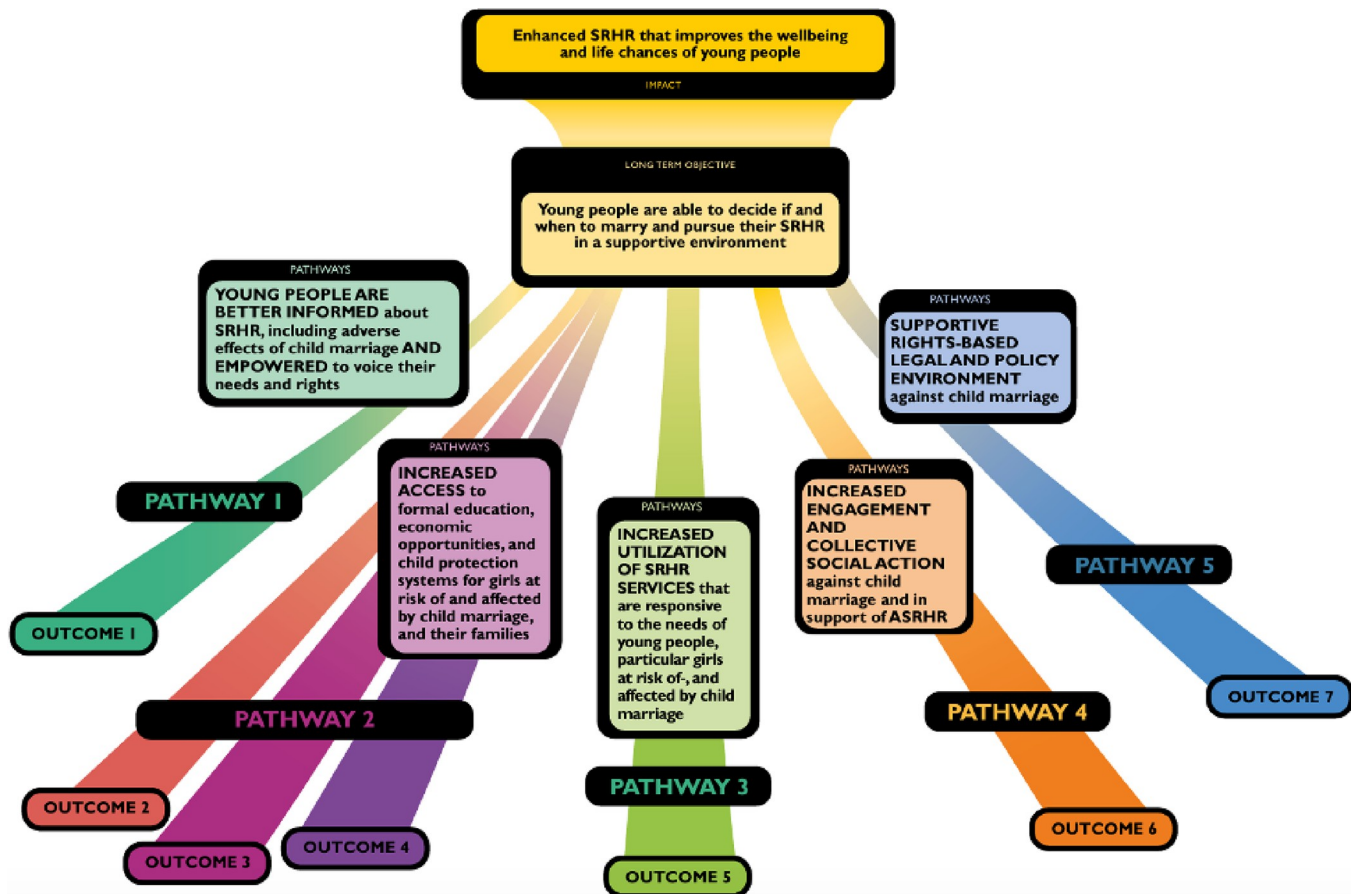 Enhanced SRHR that improves the wellbeing
and life chances of young people
IMPACT
LONG TERM OBJECTIVE
Young people are able to decide if and
when to marry and pursue their SRHR
in a supportive environment
PATHWAYS
YOUNG PEOPLE ARE
BETTER INFORMED about
SRHR, including adverse
effects of child marriage AND
EMPOWERED to voice their
needs and rights
PATHWAY 1
OUTCOME 1
PATHWAYS
INCREASED
ACCESS to
formal education,
economic
opportunities, and
child protection
systems for girls at
risk of and affected
by child marriage,
and their families
PATHWAY 2
OUTCOME 2
OUTCOME 3
OUTCOME 4
PATHWAYS
INCREASED
UTILIZATION
OF SRHR
SERVICES that
are responsive
to the needs of
young people,
particular girls
at risk of-, and
affected by child
marriage
PATHWAY 3
OUTCOME 5
PATHWAYS
INCREASED
ENGAGEMENT
AND
COLLECTIVE
SOCIAL ACTION
against child
marriage and in
support of ASRHR
PATHWAY 4
OUTCOME 6
PATHWAYS
SUPPORTIVE
RIGHTS-BASED
LEGAL AND POLICY
ENVIRONMENT
against child marriage
PATHWAY 5
OUTCOME 7